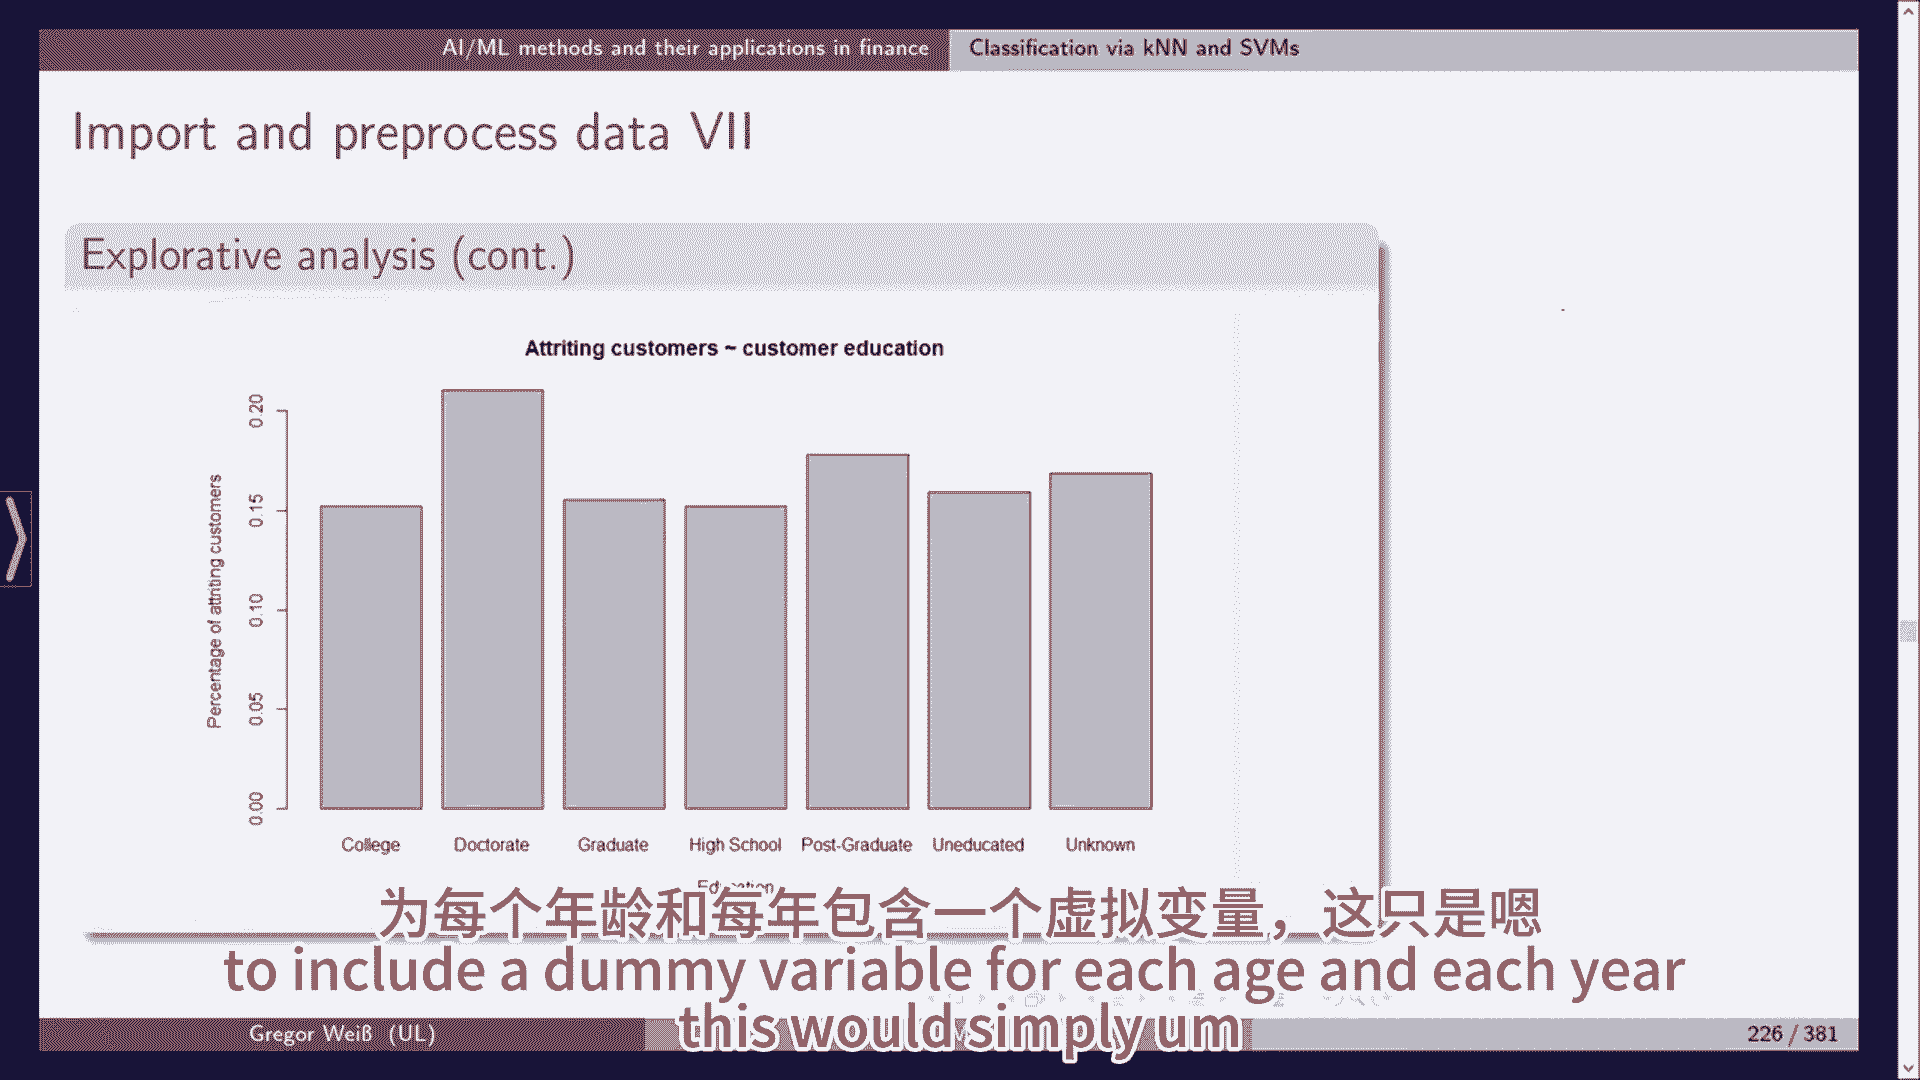 AI/ML methods and their applications in finance
Classification via kNN and SVMs
Import and preprocess data VII
Explorative analysis (cont.)
Attriting customers ~ customer education
Percentage of attriting customers
0.20
0.15
0.10
0.05
0.00
College
Doctorate
Graduate
High School
Post-Graduate
Uneducated
Unknown
Education
为每个年龄和每年包含一个虚拟变量，这只是嗯
to include a dummy variable for each age and each year
this would simply um
Gregor Weiß (UL)
226 / 381